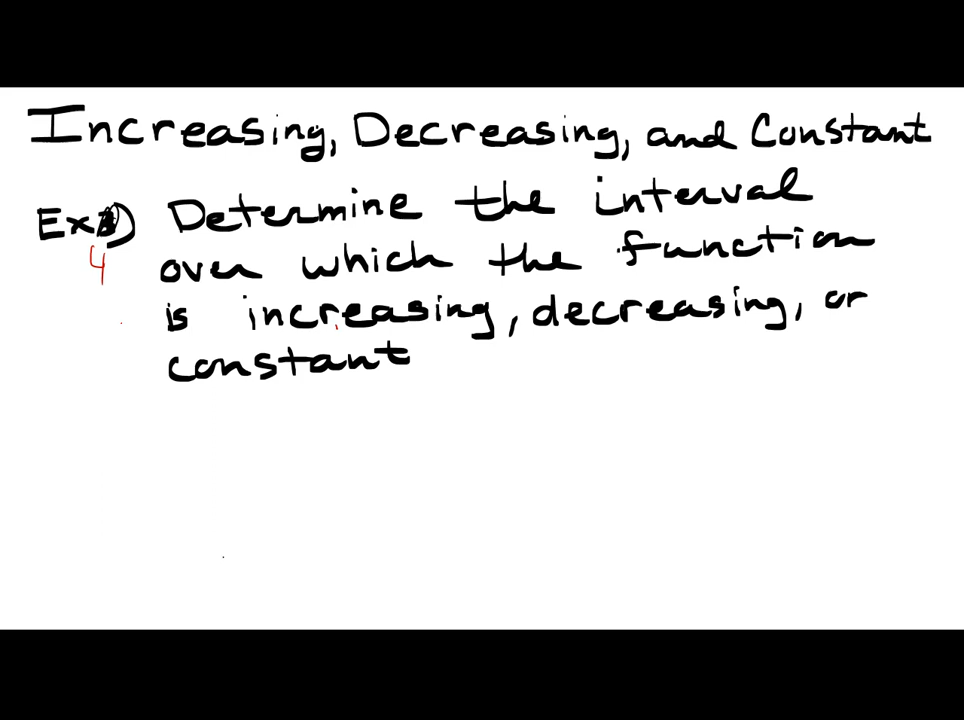 Increasing, Decreasing, and Constant
Ex ) Determine the interval
4
over which the function
is increasing, decreasing, or
constant